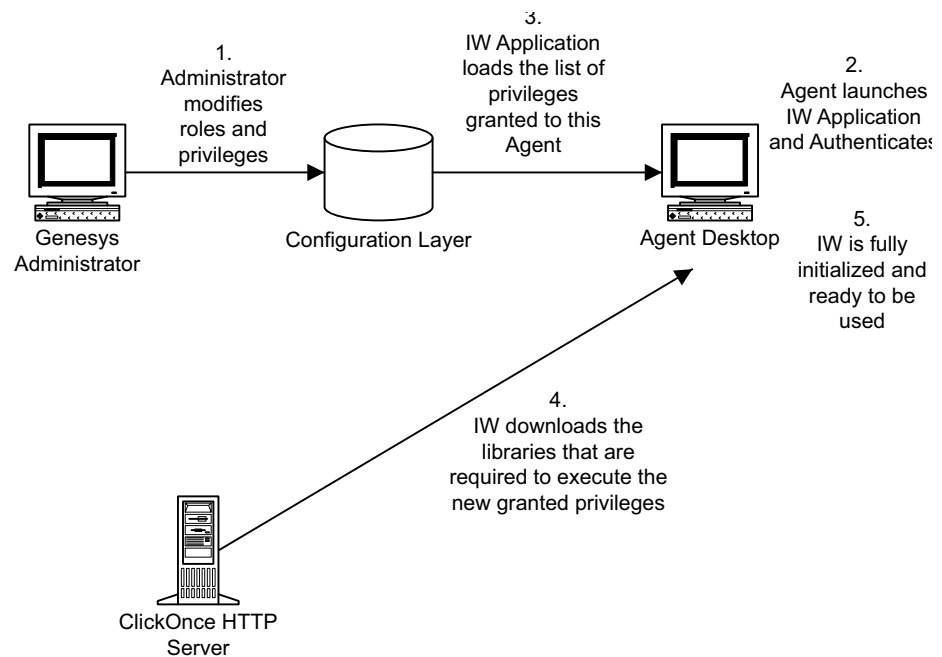 1.
Administrator
modifies
roles and
privileges
3.
IW Application
loads the list of
privileges
granted to this
Agent
2.
Agent launches
IW Application
and Authenticates
Genesys
Administrator
Configuration Layer
Agent Desktop
5.
IW is fully
initialized and
ready to be
used
4.
IW downloads the
libraries that are
required to execute the
new granted privileges
ClickOnce HTTP
Server